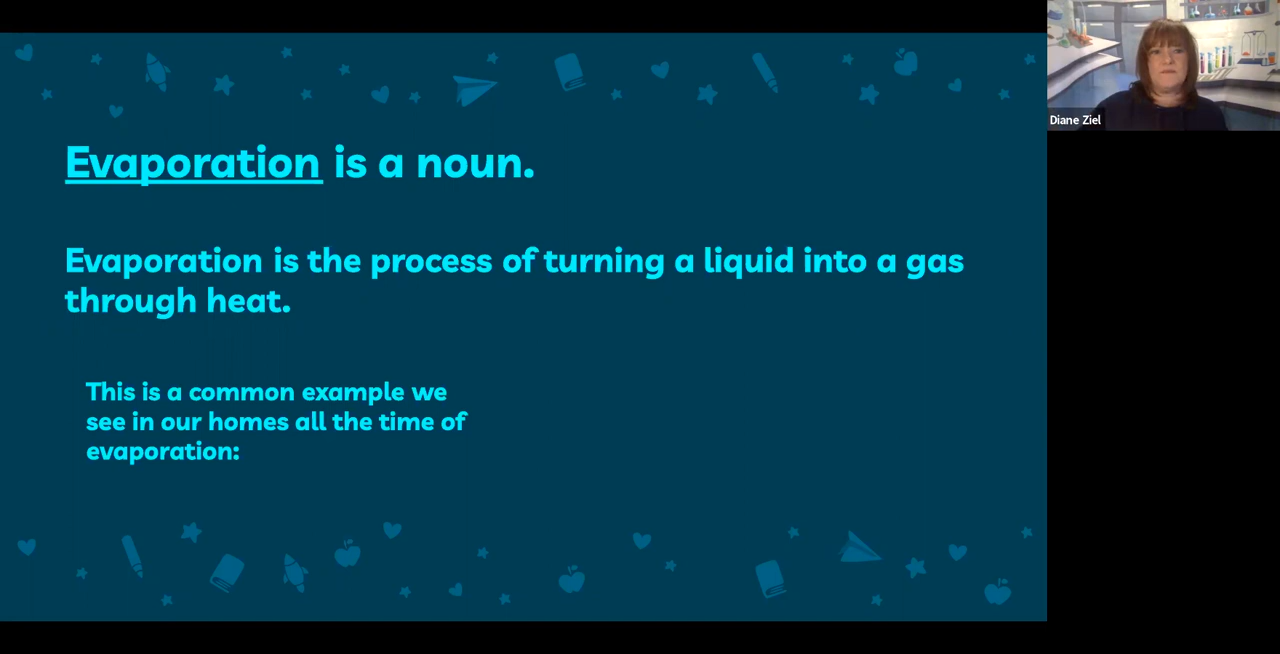 Evaporation is a noun.
Evaporation is the process of turning a liquid into a gas
through heat.
This is a common example we
see in our homes all the time of
evaporation:
Diane Ziel